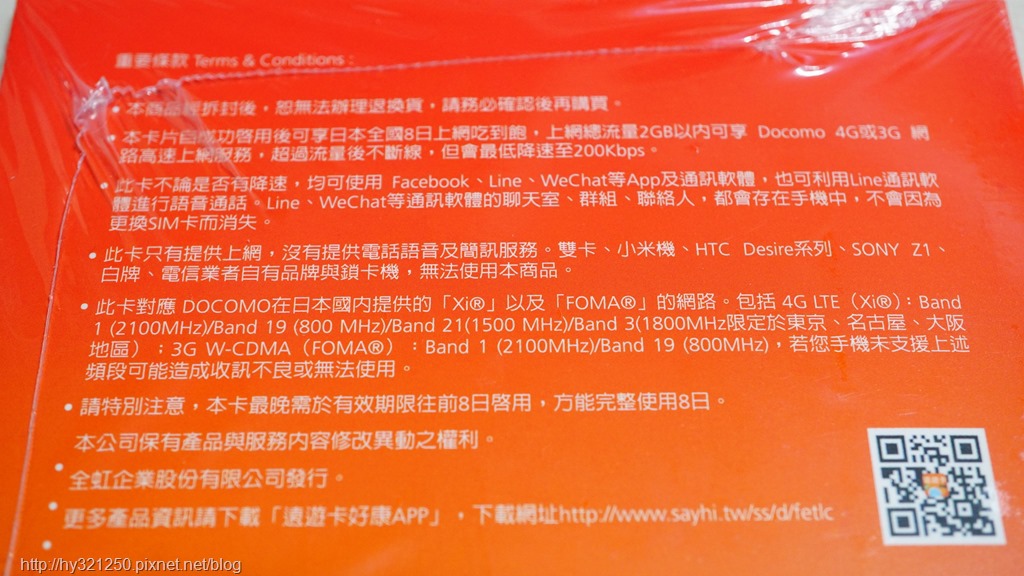 重要條款 Terms & Conditions :
• 本商品經拆封後，恕無法辦理退換貨，請務必確認後再購買。
• 本卡片自成功啓用後可享日本全國8日上網吃到飽，上網總流量2GB以內可享 Docomo 4G或3G 網
路高速上網服務，超過流量後不斷線，但會最低降速至200Kbps。
• 此卡不論是否有降速，均可使用 Facebook、Line、WeChat等App及通訊軟體，也可利用Line通訊軟
體進行語音通話。Line、WeChat等通訊軟體的聊天室、群組、聯絡人，都會存在手機中，不會因為
更換SIM卡而消失。
• 此卡只有提供上網，沒有提供電話語音及簡訊服務。雙卡、小米機、HTC Desire系列、SONY Z1、
白牌、電信業者自有品牌與鎖卡機，無法使用本商品。
• 此卡對應 DOCOMO在日本國內提供的「Xi®」以及「FOMA®」的網路。包括 4G LTE（Xi®）：Band
1 (2100MHz)/Band 19 (800 MHz)/Band 21(1500 MHz)/Band 3(1800MHz限定於東京、名古屋、大阪
地區）；3G W-CDMA（FOMA®）：Band 1 (2100MHz)/Band 19 (800MHz)，若您手機未支援上述
頻段可能造成收訊不良或無法使用。
• 請特別注意，本卡最晚需於有效期限往前8日啓用，方能完整使用8日。
本公司保有產品與服務內容修改異動之權利。
• 全虹企業股份有限公司發行。
• 更多產品資訊請下載「遠遊卡好康APP」，下載網址http://www.sayhi.tw/ss/d/fetlc
•
http://hy321250.pixnet.net/blog